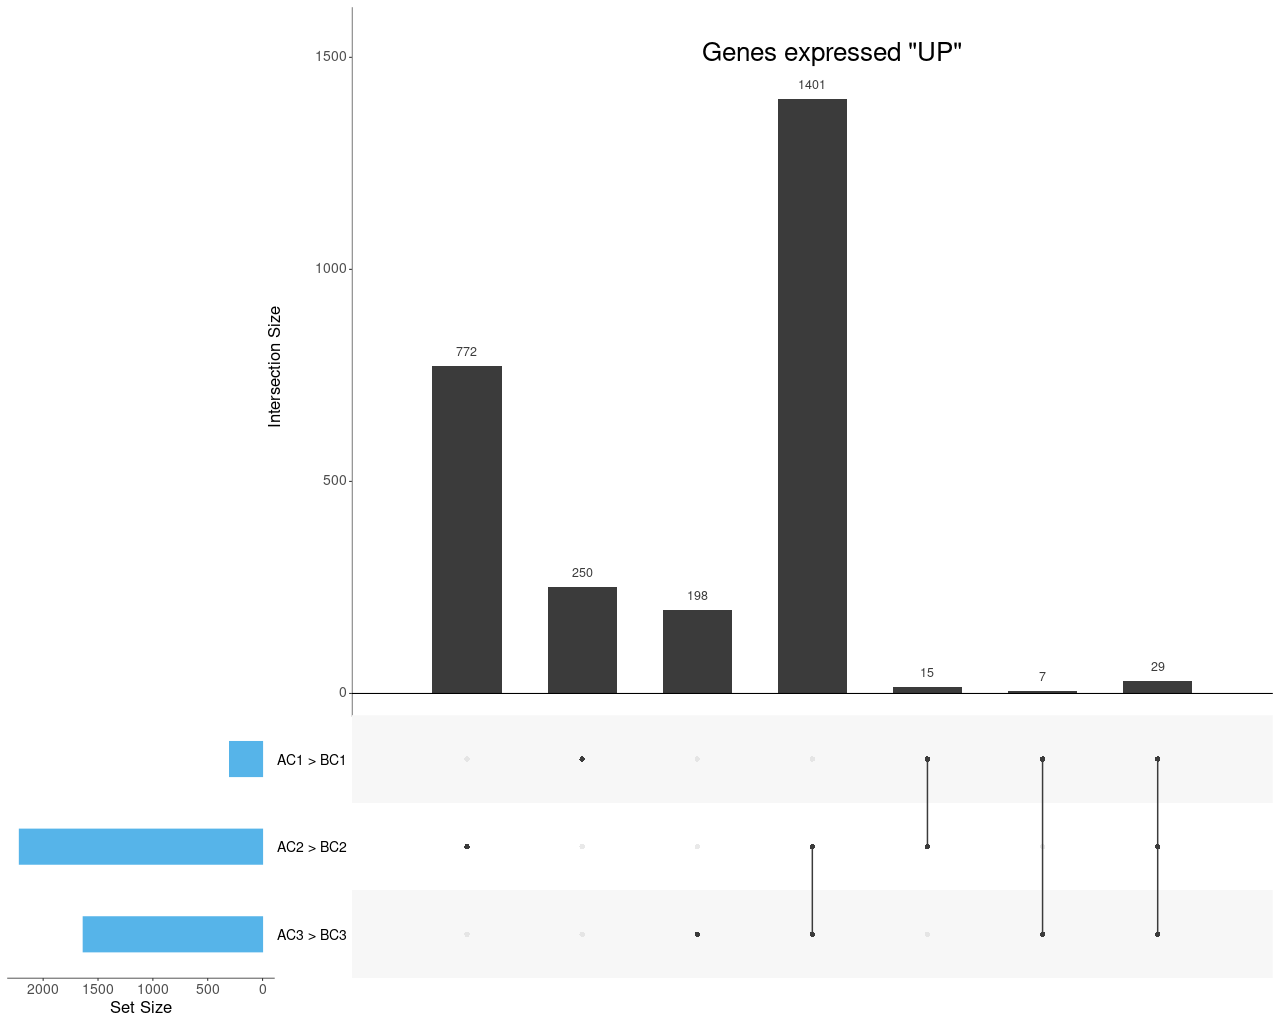 Genes expressed "UP"
1500
1000
500
0
Intersection Size
1401
772
250
198
15
7
29
AC1 > BC1
AC2 > BC2
AC3 > BC3
2000 1500 1000 500 0
Set Size